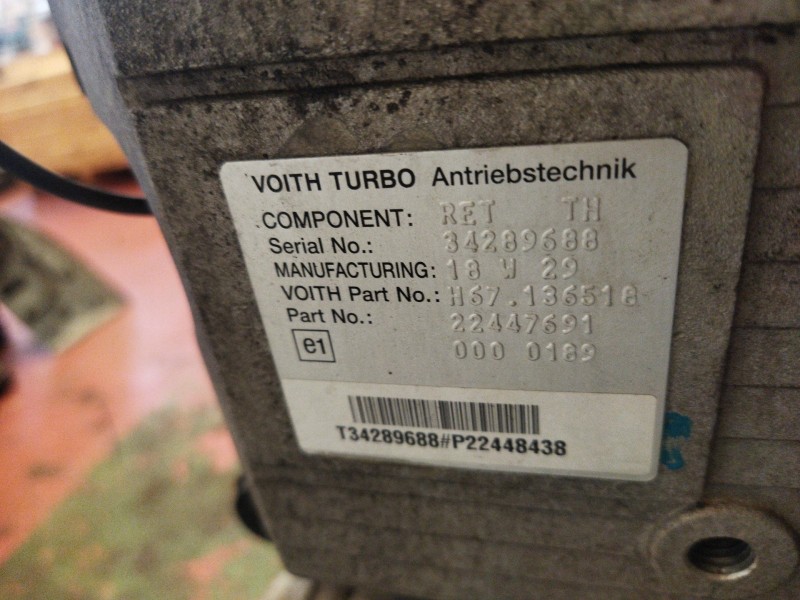 VOITH TURBO Antriebstechnik
COMPONENT: RET TH
Serial No.: 34289688
MANUFACTURING: 18 W 29
VOITH Part No.: H67.136518
Part No.: 22447691
e1 000 0189
T34289688#P22448438